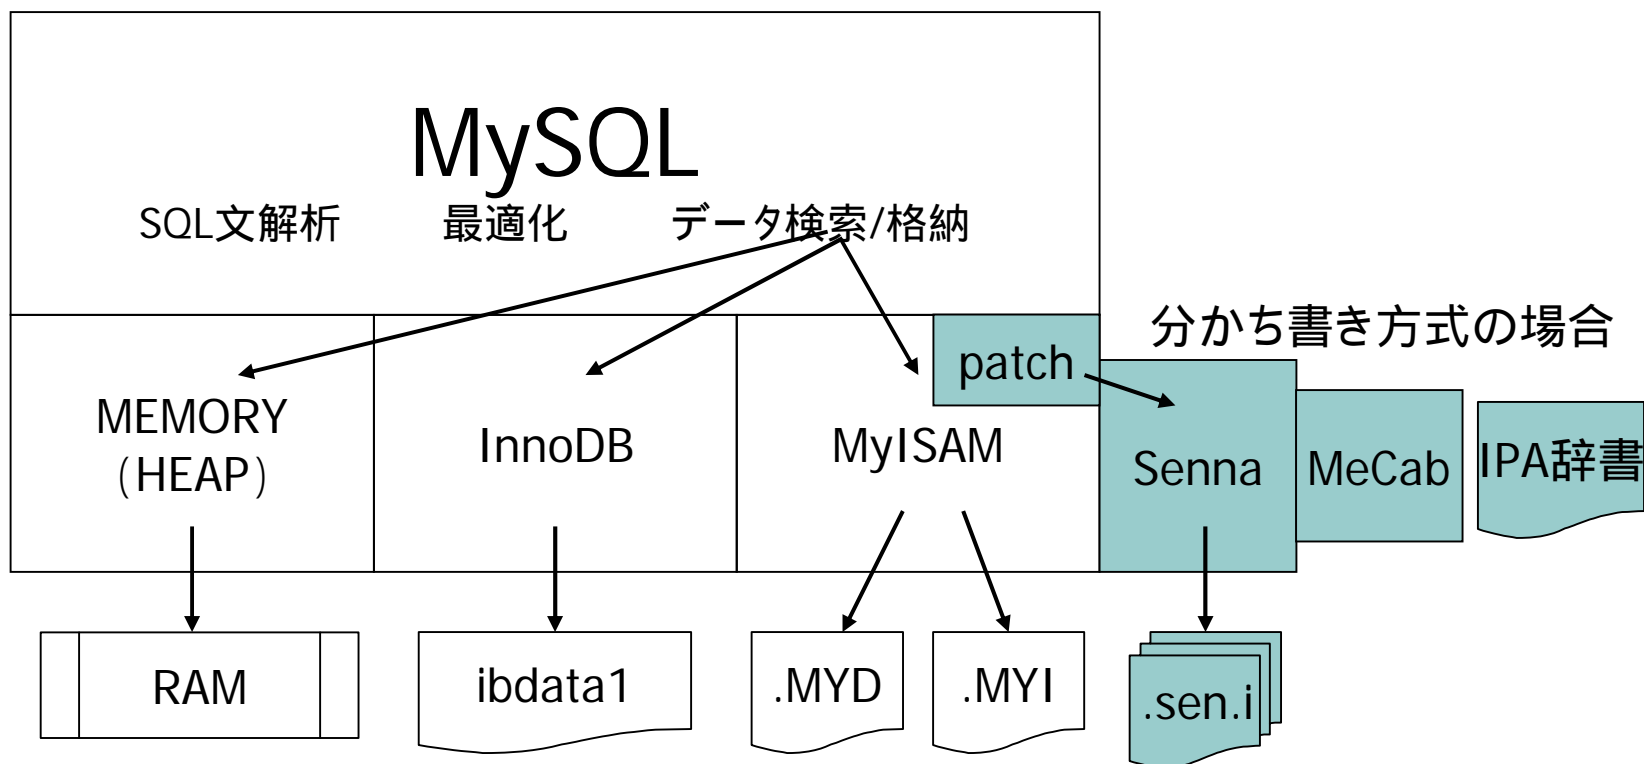 MySQL
SQL文解析 最適化 データ検索/格納
分かち書き方式の場合
patch
MEMORY
(HEAP)
InnoDB
MyISAM
Senna
MeCab
IPA辞書
RAM
ibdata1
.MYD
.MYI
.sen.i